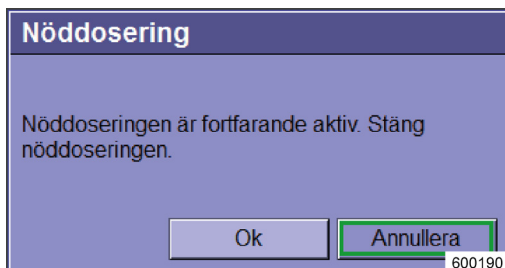 Nöddosering
Nöddoseringen är fortfarande aktiv. Stäng
nöddoseringen.
Ok
Annullera
600190